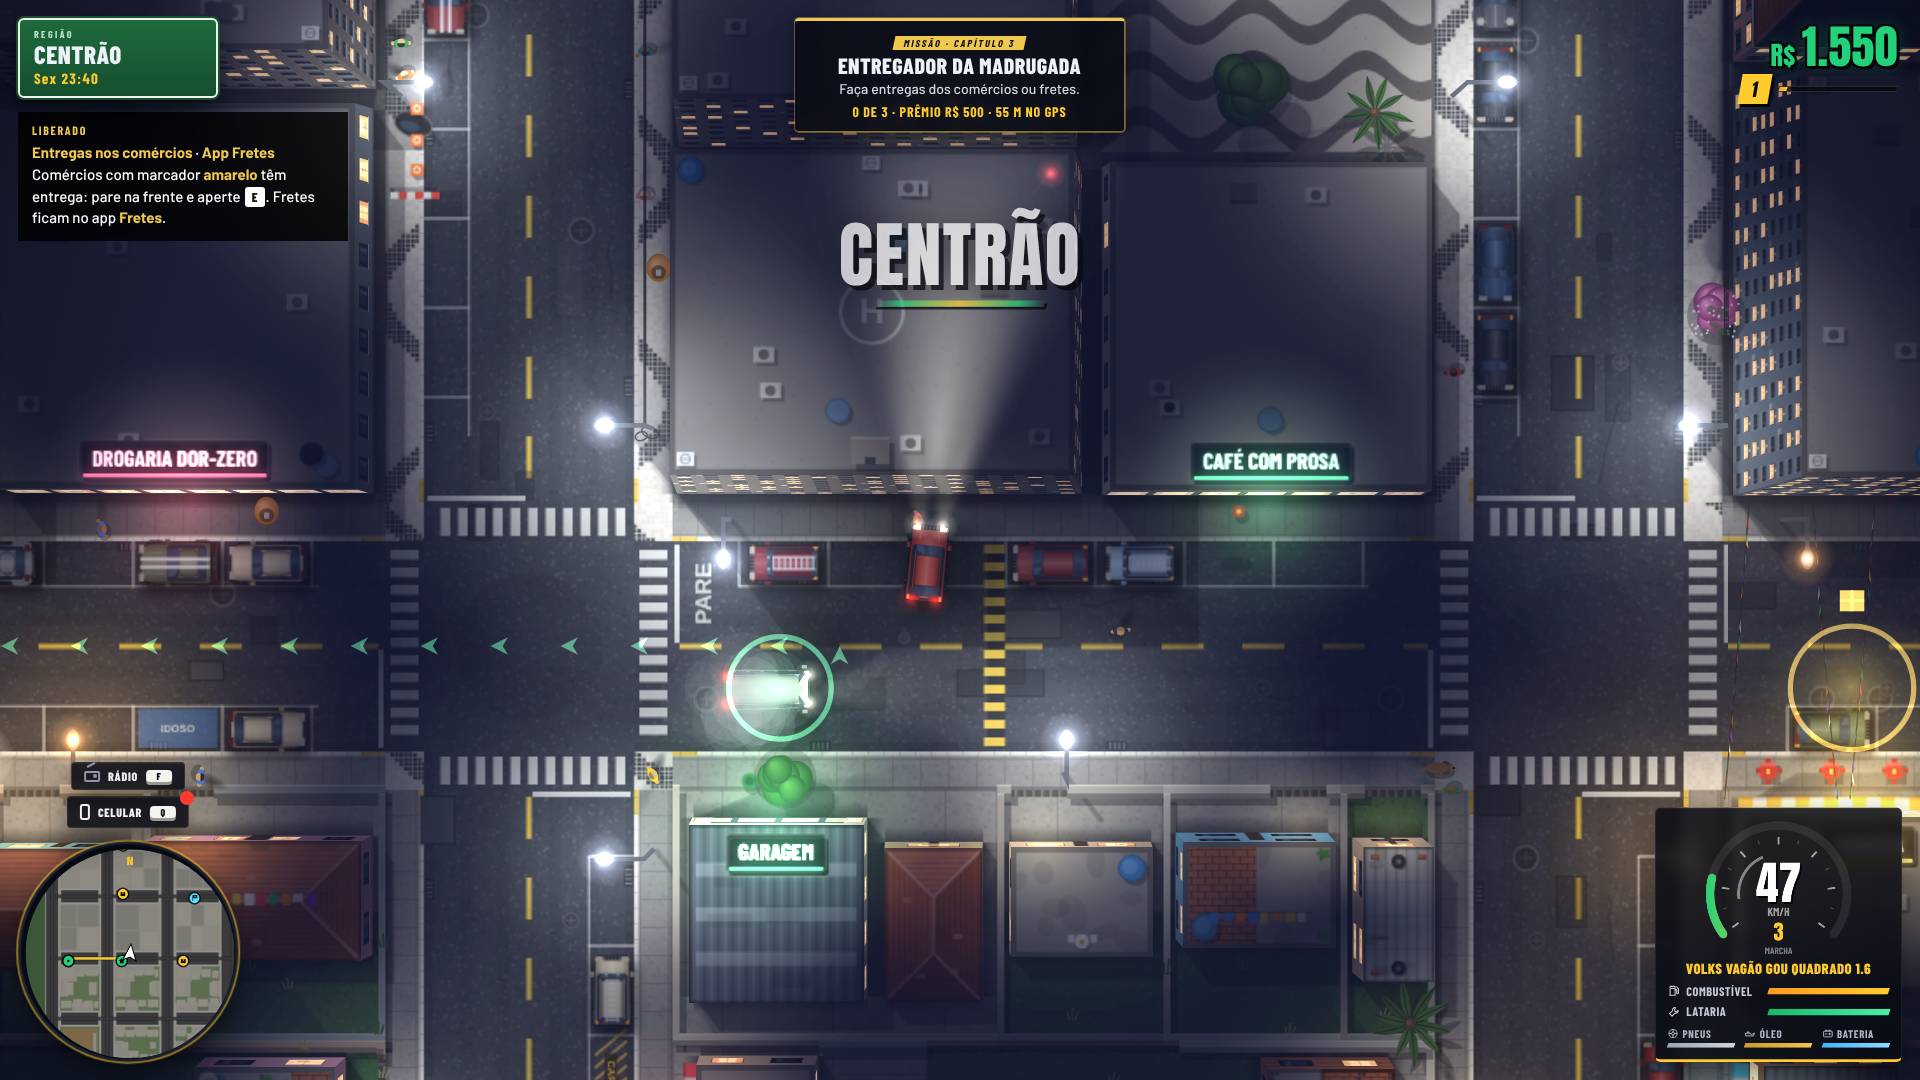 REGIÃO
CENTRÃO
Sex 23:40
LIBERADO
Entregas nos comércios · App Fretes
Comércios com marcador amarelo têm
entrega: pare na frente e aperte E. Fretes
ficam no app Fretes.
MISSÃO · CAPÍTULO 3
ENTREGADOR DA MADRUGADA
Faça entregas dos comércios ou fretes.
0 DE 3 · PRÊMIO R$ 500 · 55 M NO GPS
R$ 1.550
1
CENTRÃO
H
DROGARIA DOR-ZERO
CAFÉ COM PROSA
PARE
IDOSO
RÁDIO F
CELULAR Q
GARAGEM
N
47
KM/H
3
MARCHA
VOLKS VAGÃO GOU QUADRADO 1.6
COMBUSTÍVEL
LATARIA
PNEUS ÓLEO BATERIA